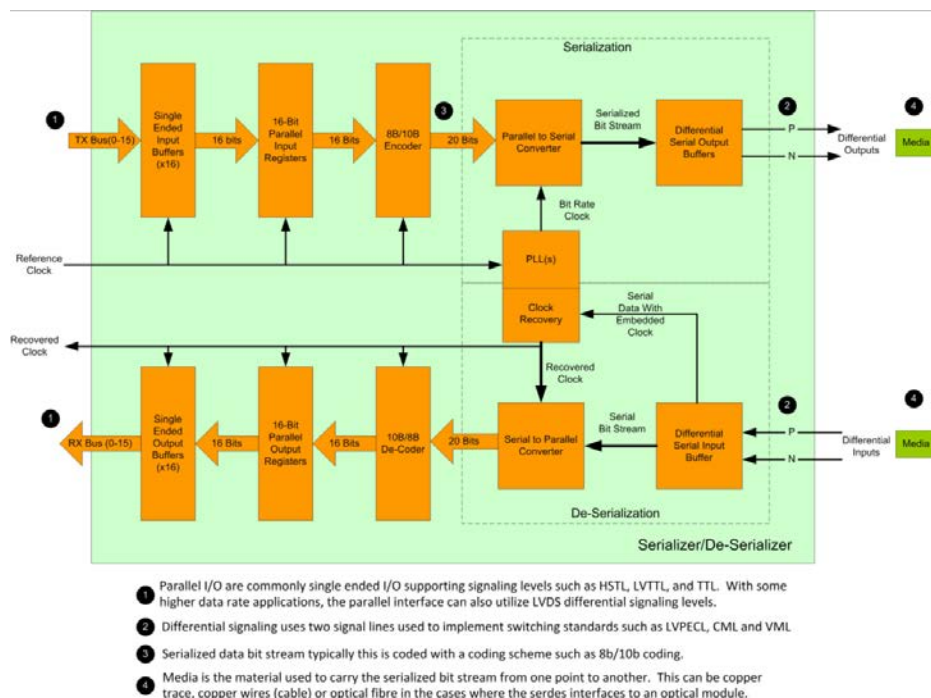 Serialization
1
TX Bus(0-15)
Single
Ended
Input
Buffers
(x16)
16 bits
16-Bit
Parallel
Input
Registers
16 Bits
8B/10B
Encoder
3
20 Bits
Parallel to Serial
Converter
Serialized
Bit Stream
Differential
Serial Output
Buffers
2
P
N
Differential
Outputs
4
Media
Bit Rate
Clock
Reference
Clock
PLL(s)
Clock
Recovery
Serial
Data With
Embedded
Clock
Recovered
Clock
Recovered
Clock
1
RX Bus (0-15)
Single
Ended
Output
Buffers
(x16)
16 Bits
16-Bit
Parallel
Output
Registers
16 Bits
10B/8B
De-Coder
20 Bits
Serial to Parallel
Converter
Serial
Bit Stream
Differential
Serial Input
Buffer
2
P
N
Differential
Inputs
4
Media
De-Serialization
Serializer/De-Serializer
1 Parallel I/O are commonly single ended I/O supporting signaling levels such as HSTL, LVTTL, and TTL. With some
higher data rate applications, the parallel interface can also utilize LVDS differential signaling levels.
2 Differential signaling uses two signal lines used to implement switching standards such as LVPECL, CML and VML
3 Serialized data bit stream typically this is coded with a coding scheme such as 8b/10b coding.
4 Media is the material used to carry the serialized bit stream from one point to another. This can be copper
trace, copper wires (cable) or optical fibre in the cases where the serdes interfaces to an optical module.